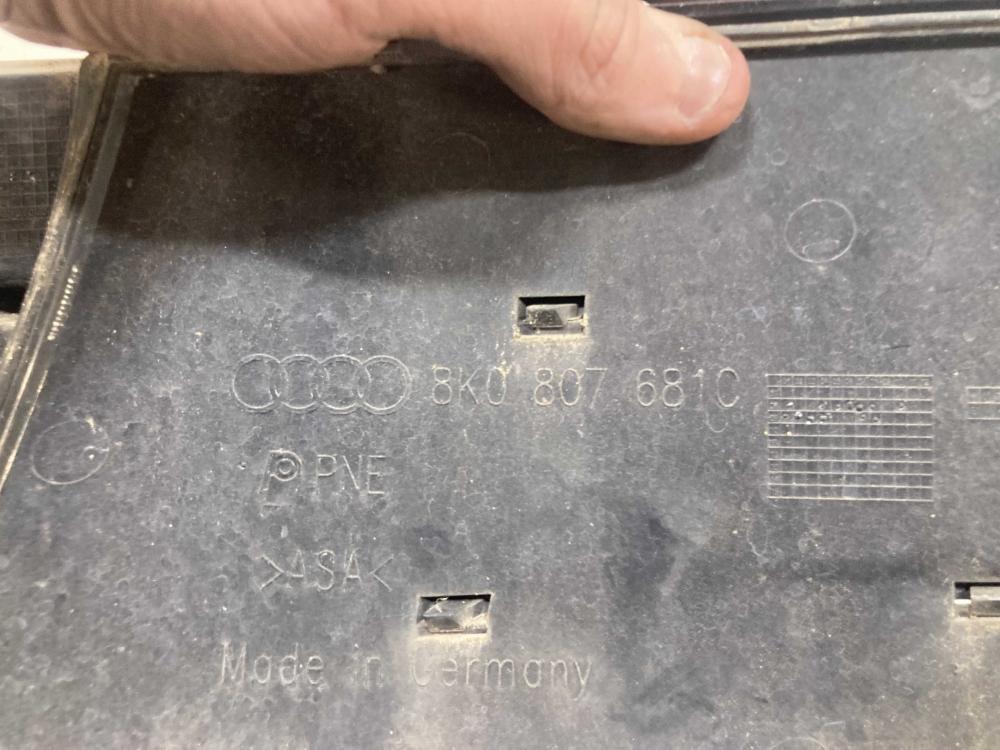 8K0 807 681C
PNE
>ASA<
Made in Germany